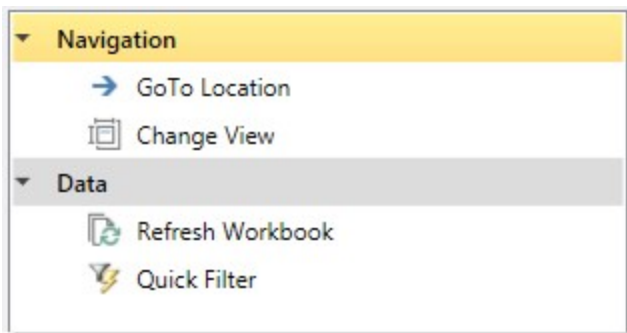 Navigation
GoTo Location
Change View
Data
Refresh Workbook
Quick Filter